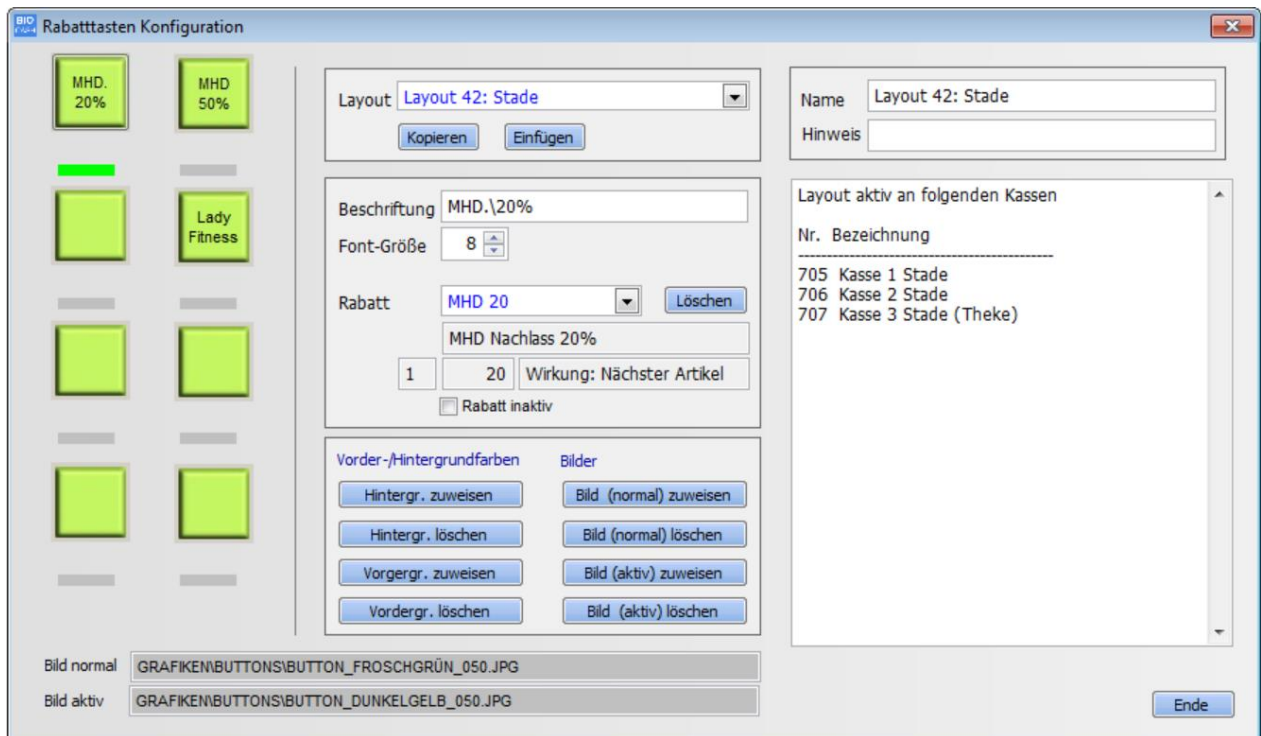 BIO
Rabatttasten Konfiguration
MHD.
20%
MHD
50%
Lady
Fitness
Layout Layout 42: Stade
Kopieren Einfügen
Beschriftung MHD.\20%
Font-Größe 8
Rabatt MHD 20 Löschen
MHD Nachlass 20%
1 20 Wirkung: Nächster Artikel
Rabatt inaktiv
Vorder-/Hintergrundfarben Bilder
Hintergr. zuweisen Bild (normal) zuweisen
Hintergr. löschen Bild (normal) löschen
Vorgergr. zuweisen Bild (aktiv) zuweisen
Vordergr. löschen Bild (aktiv) löschen
Name Layout 42: Stade
Hinweis
Layout aktiv an folgenden Kassen
Nr. Bezeichnung
--------------------------------------------
705 Kasse 1 Stade
706 Kasse 2 Stade
707 Kasse 3 Stade (Theke)
Bild normal GRAFIKEN\BUTTONS\BUTTON_FROSCHGRÜN_050.JPG
Bild aktiv GRAFIKEN\BUTTONS\BUTTON_DUNKELGELB_050.JPG
Ende